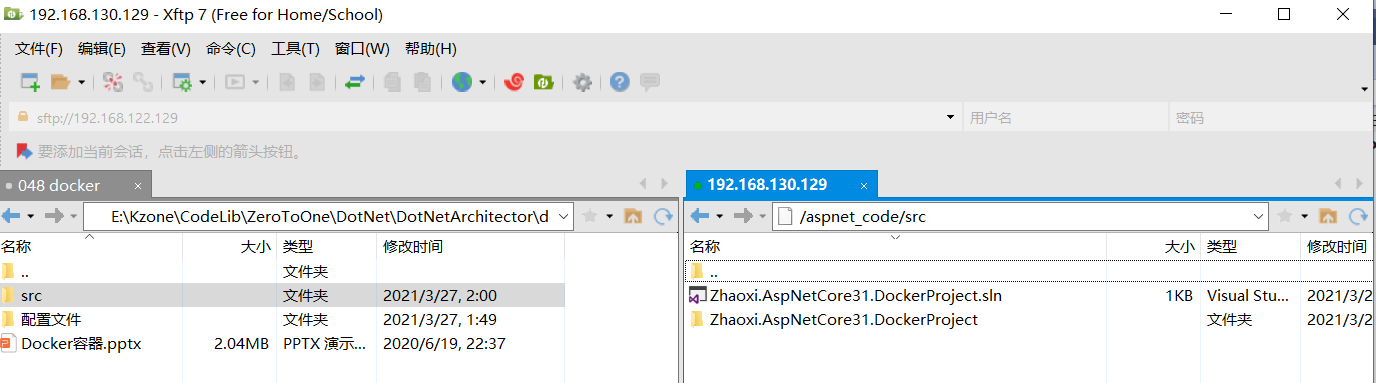 192.168.130.129 - Xftp 7 (Free for Home/School)
文件(F) 编辑(E) 查看(V) 命令(C) 工具(T) 窗口(W) 帮助(H)
sftp://192.168.122.129 用户名 密码
要添加当前会话，点击左侧的箭头按钮。
048 docker × 192.168.130.129 ×
E:\Kzone\CodeLib\ZeroToOne\DotNet\DotNetArchitector\d /aspnet_code/src
名称 大小 类型 修改时间 名称 大小 类型 修改时间
.. 文件夹 ..
src 文件夹 2021/3/27, 2:00 Zhaoxi.AspNetCore31.DockerProject.sln 1KB Visual Stu... 2021/3/2
配置文件 文件夹 2021/3/27, 1:49 Zhaoxi.AspNetCore31.DockerProject 文件夹 2021/3/2
Docker容器.pptx 2.04MB PPTX 演示... 2020/6/19, 22:37